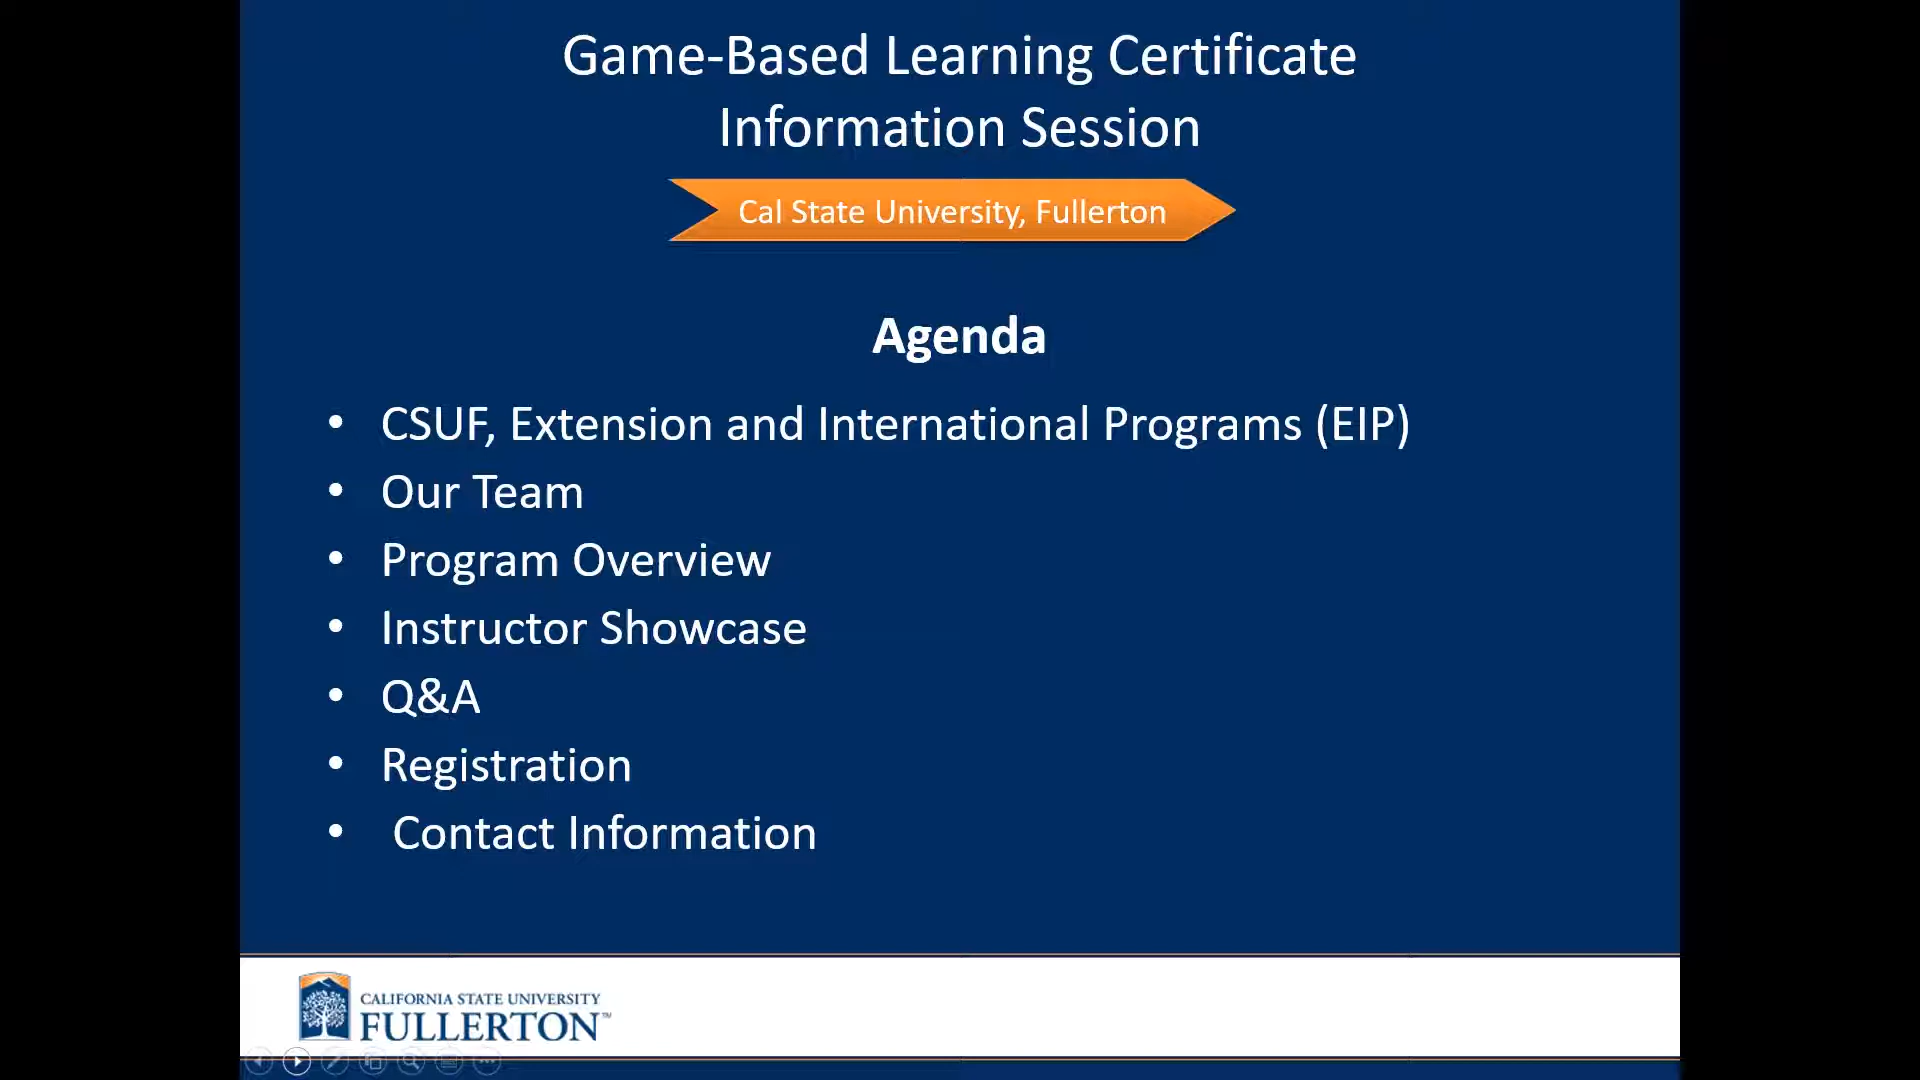 Game-Based Learning Certificate
Information Session
Cal State University, Fullerton
Agenda
• CSUF, Extension and International Programs (EIP)
• Our Team
• Program Overview
• Instructor Showcase
• Q&A
• Registration
• Contact Information
CALIFORNIA STATE UNIVERSITY
FULLERTON™